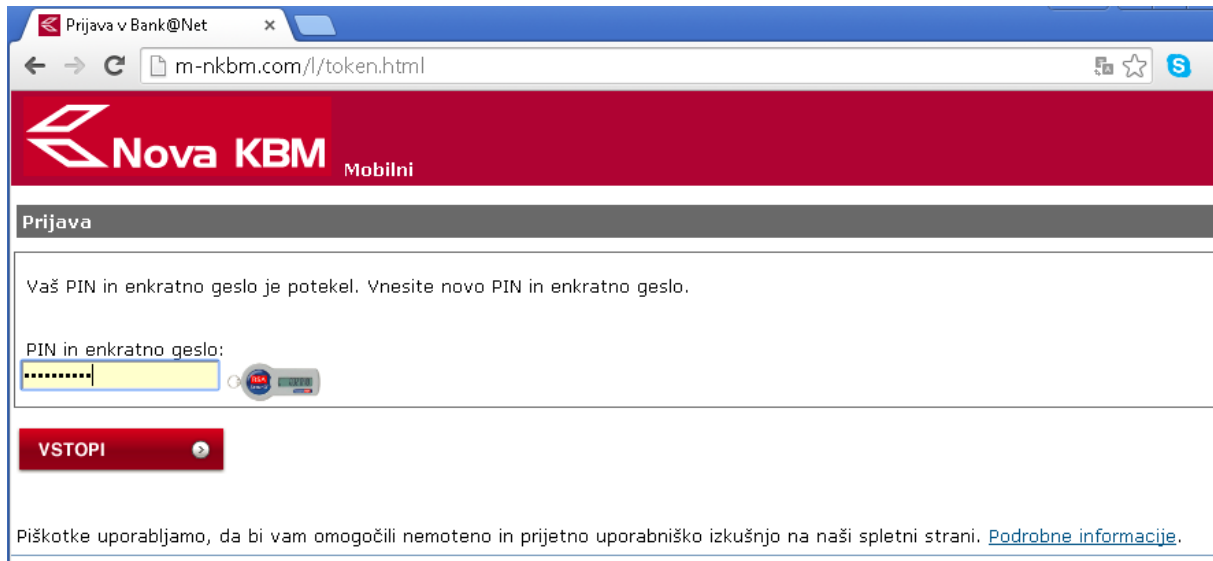 Prijava v Bank@Net
m-nkbm.com/l/token.html
Nova KBM Mobilni
Prijava
Vaš PIN in enkratno geslo je potekel. Vnesite novo PIN in enkratno geslo.
PIN in enkratno geslo:
VSTOPI
Piškotke uporabljamo, da bi vam omogočili nemoteno in prijetno uporabniško izkušnjo na naši spletni strani. Podrobne informacije.